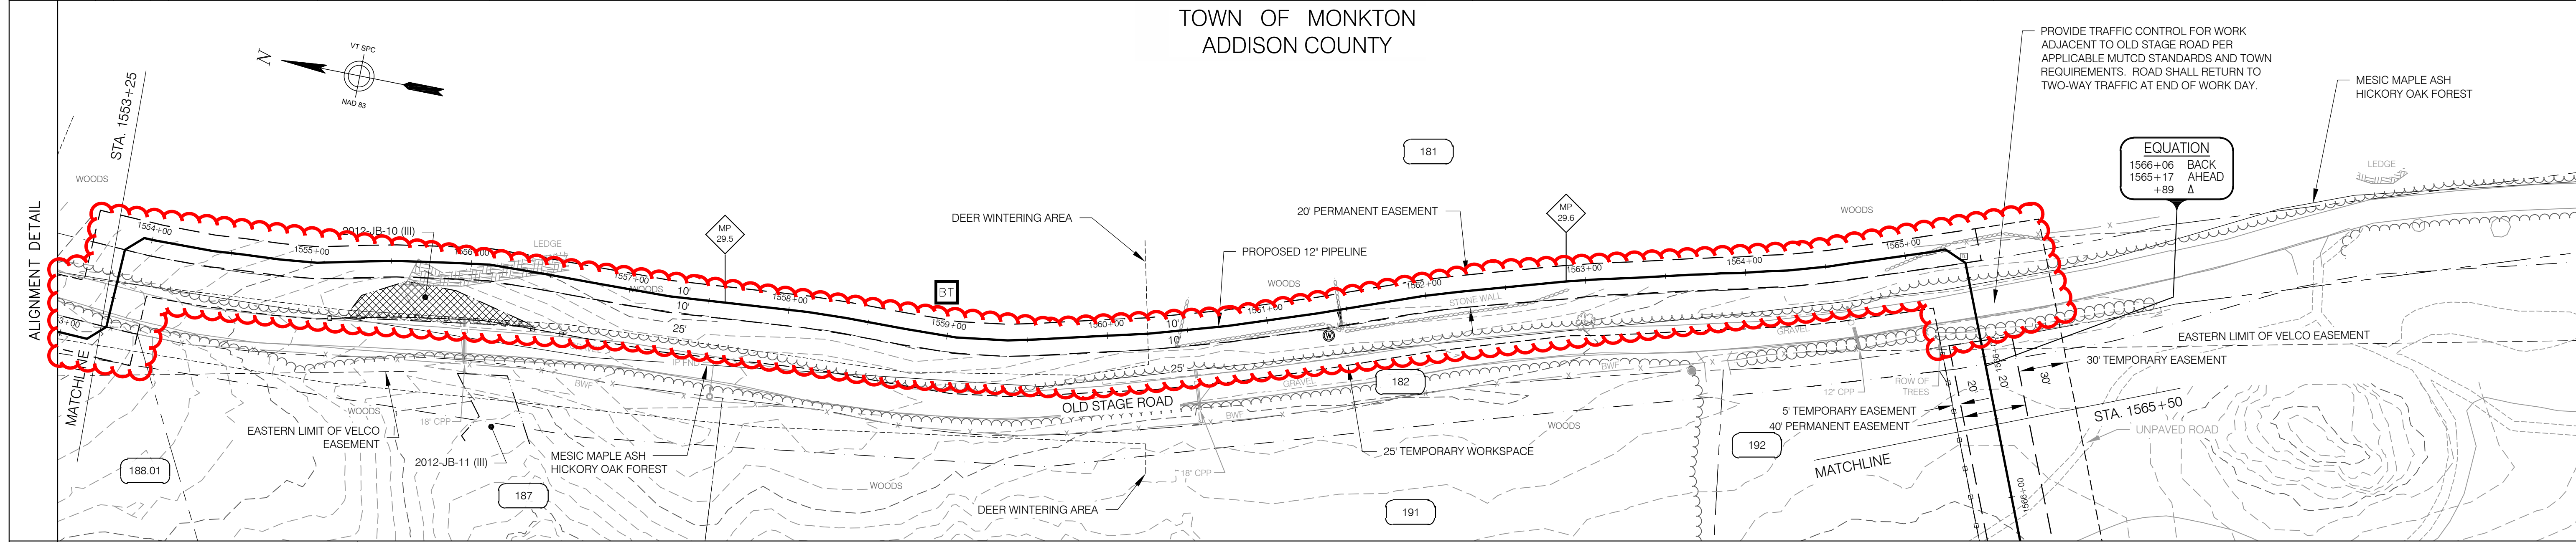 TOWN OF MONKTON
ADDISON COUNTY
ALIGNMENT DETAIL
N
VT SPC
NAD 83
STA. 1553+25
MATCHLINE
WOODS
1554+00
2012-JB-10 (III)
1555+00
1556+00
LEDGE
1557+00
WOODS
10'
10'
25'
MP
29.5
1558+00
BT
1559+00
1560+00
DEER WINTERING AREA
10'
10'
25'
PROPOSED 12" PIPELINE
20' PERMANENT EASEMENT
WOODS
1561+00
W
1562+00
STONE WALL
181
MP
29.6
1563+00
1564+00
1565+00
WOODS
PROVIDE TRAFFIC CONTROL FOR WORK
ADJACENT TO OLD STAGE ROAD PER
APPLICABLE MUTCD STANDARDS AND TOWN
REQUIREMENTS. ROAD SHALL RETURN TO
TWO-WAY TRAFFIC AT END OF WORK DAY.
EQUATION
1566+06 BACK
1565+17 AHEAD
+89 Δ
MESIC MAPLE ASH
HICKORY OAK FOREST
LEDGE
3+00
WOODS
EASTERN LIMIT OF VELCO
EASEMENT
188.01
18" CPP
2012-JB-11 (III)
187
BWF
IP FND
MESIC MAPLE ASH
HICKORY OAK FOREST
WOODS
OLD STAGE ROAD
DEER WINTERING AREA
18" CPP
BWF
GRAVEL
182
25' TEMPORARY WORKSPACE
191
WOODS
BWF
GRAVEL
192
12" CPP
ROW OF
TREES
5' TEMPORARY EASEMENT
40' PERMANENT EASEMENT
MATCHLINE
STA. 1565+50
20'
20'
30'
1566+00
30' TEMPORARY EASEMENT
EASTERN LIMIT OF VELCO EASEMENT
UNPAVED ROAD